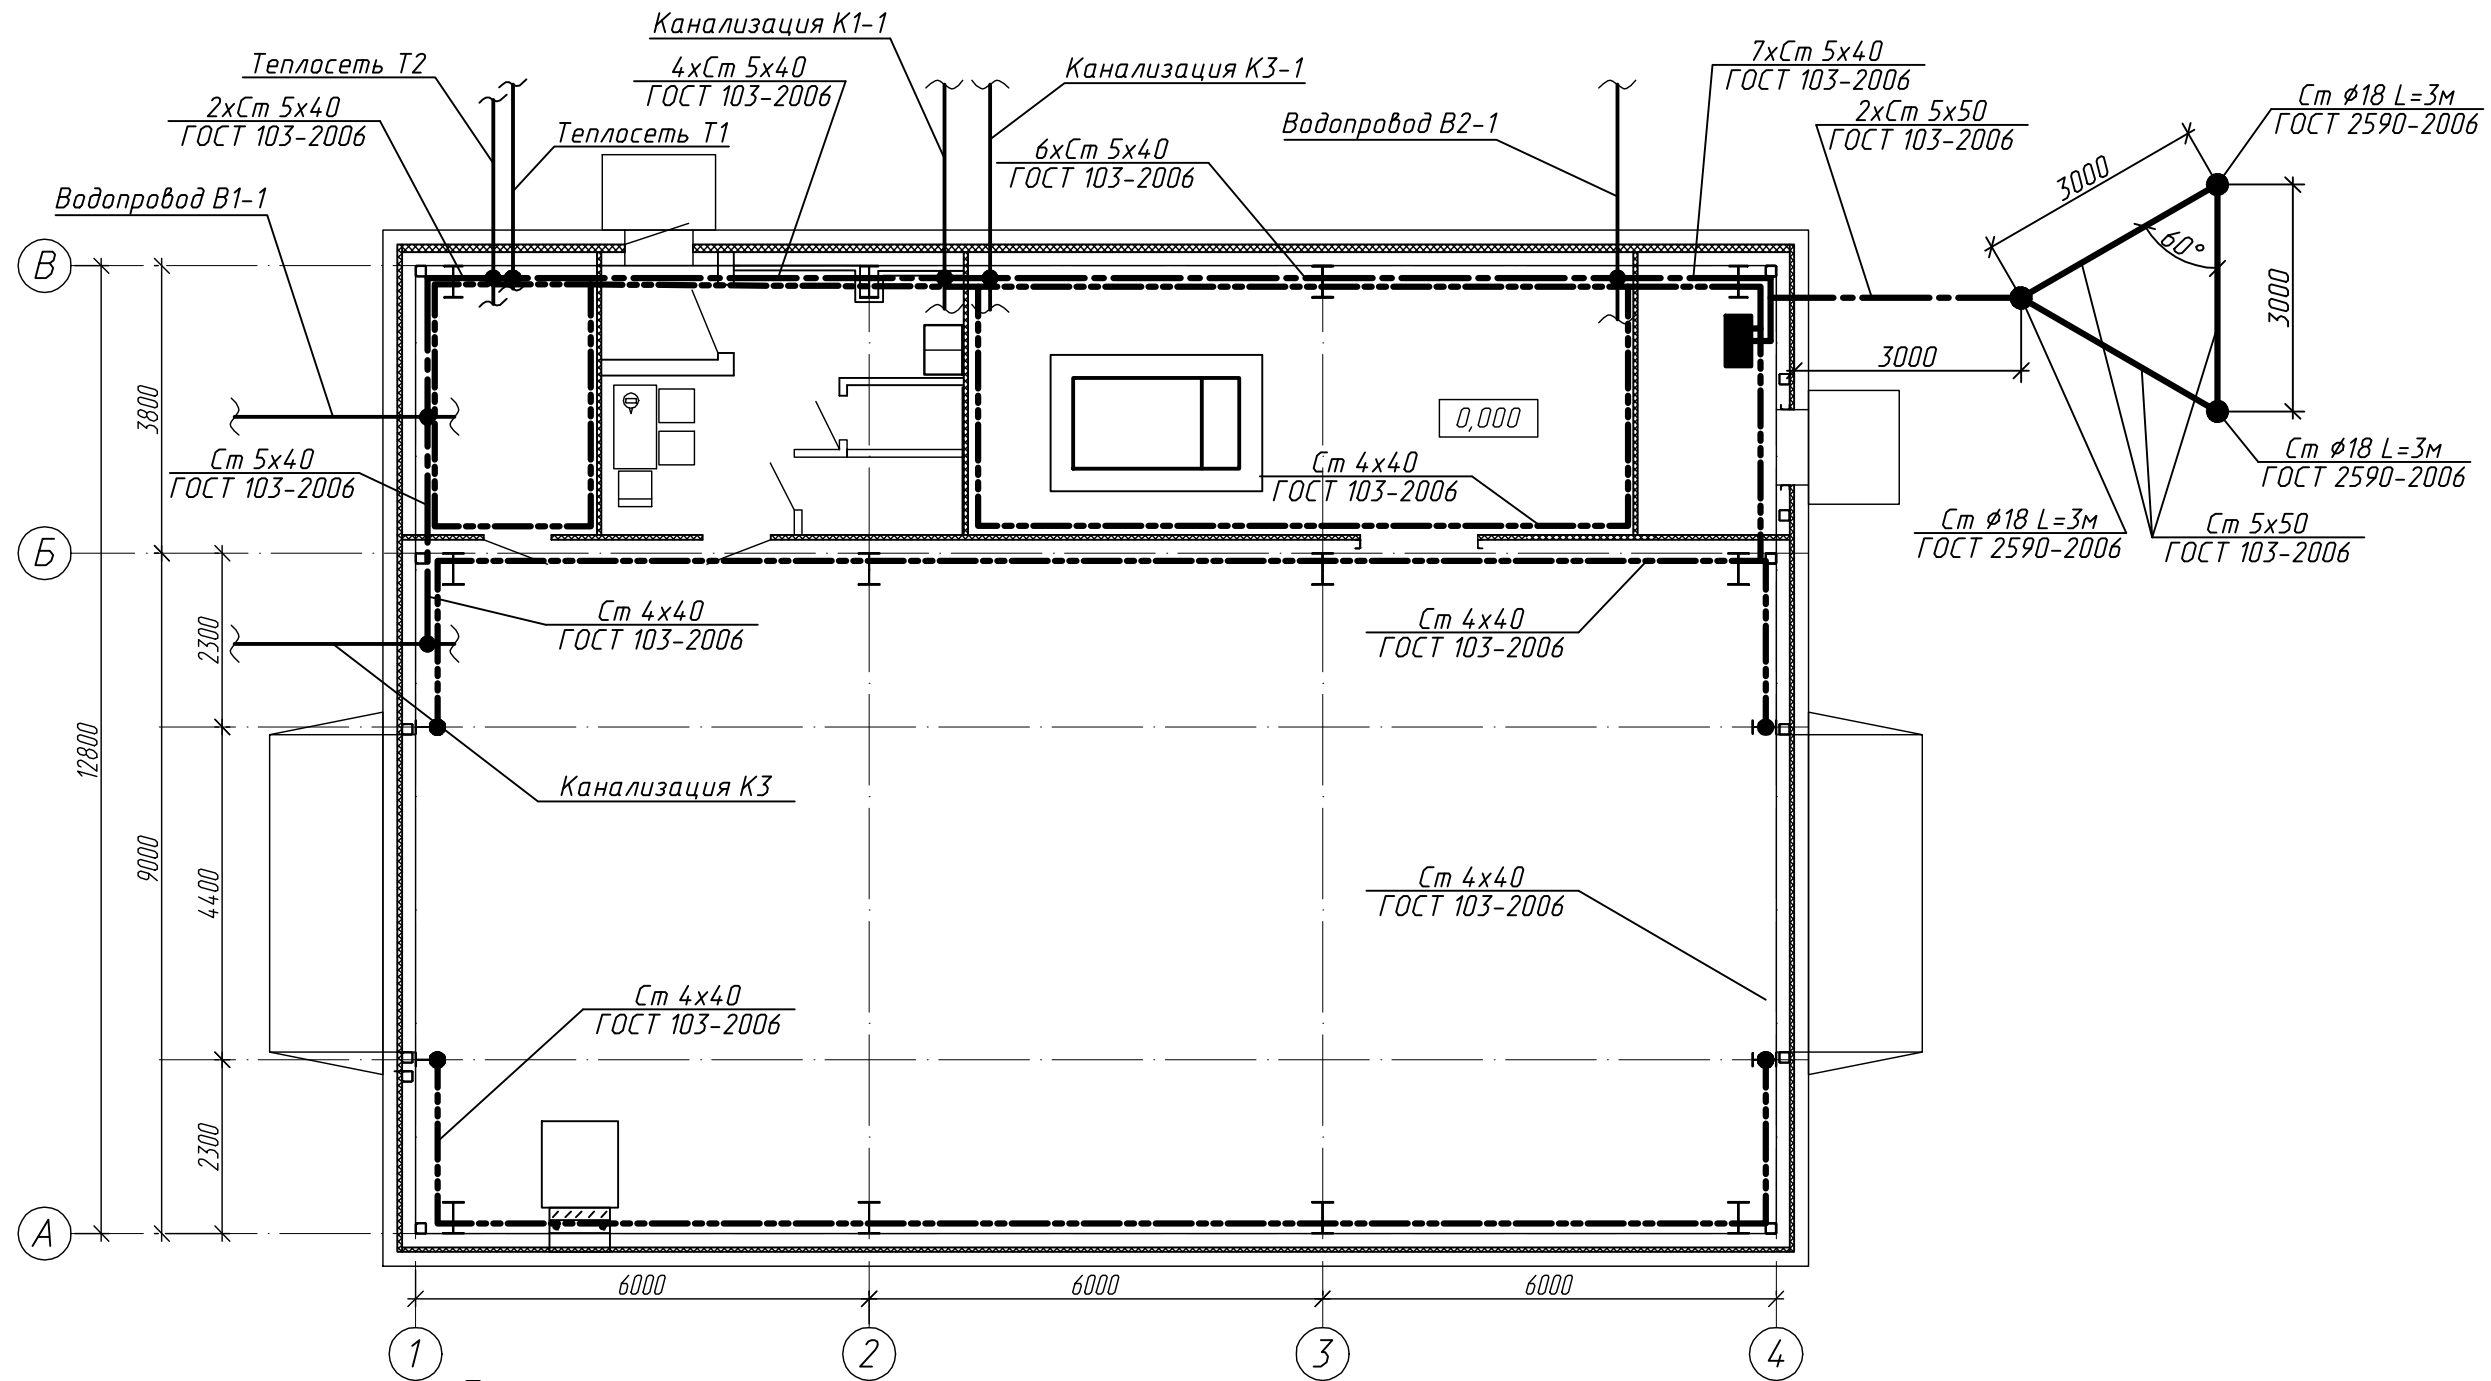 Канализация К1-1
Теплосеть Т2
4хСт 5х40
ГОСТ 103-2006
Канализация К3-1
7хСт 5х40
ГОСТ 103-2006
2хСт 5х40
ГОСТ 103-2006
Теплосеть Т1
6хСт 5х40
ГОСТ 103-2006
Водопровод В2-1
2хСт 5х50
ГОСТ 103-2006
Ст ϕ18 L=3м
ГОСТ 2590-2006
3000
Водопровод В1-1
60°
3000
В
3000
3800
0,000
Ст 5х40
ГОСТ 103-2006
Ст 4х40
ГОСТ 103-2006
Ст ϕ18 L=3м
ГОСТ 2590-2006
Ст ϕ18 L=3м
ГОСТ 2590-2006
Ст 5х50
ГОСТ 103-2006
Б
2300
Ст 4х40
ГОСТ 103-2006
Ст 4х40
ГОСТ 103-2006
12800
Канализация К3
9000
4400
Ст 4х40
ГОСТ 103-2006
Ст 4х40
ГОСТ 103-2006
2300
А
6000
6000
6000
1
2
3
4